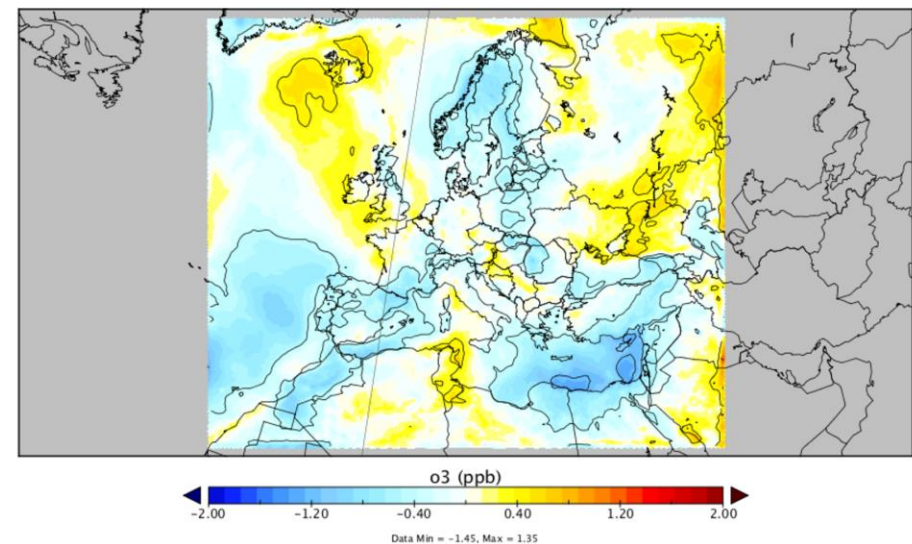 o3 (ppb)
−2.00 −1.20 −0.40 0.40 1.20 2.00
Data Min = −1.45, Max = 1.35